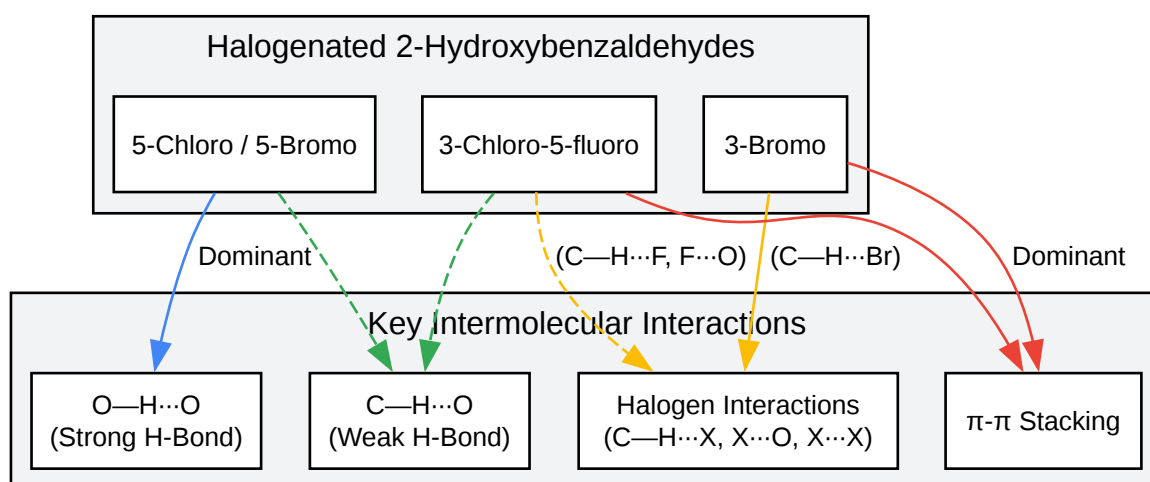 Halogenated 2-Hydroxybenzaldehydes
5-Chloro / 5-Bromo
3-Chloro-5-fluoro
3-Bromo
Dominant
(C—H···F, F···O)
(C—H···Br)
Dominant
Key Intermolecular Interactions
O—H···O
(Strong H-Bond)
C—H···O
(Weak H-Bond)
Halogen Interactions
(C—H···X, X···O, X···X)
π-π Stacking